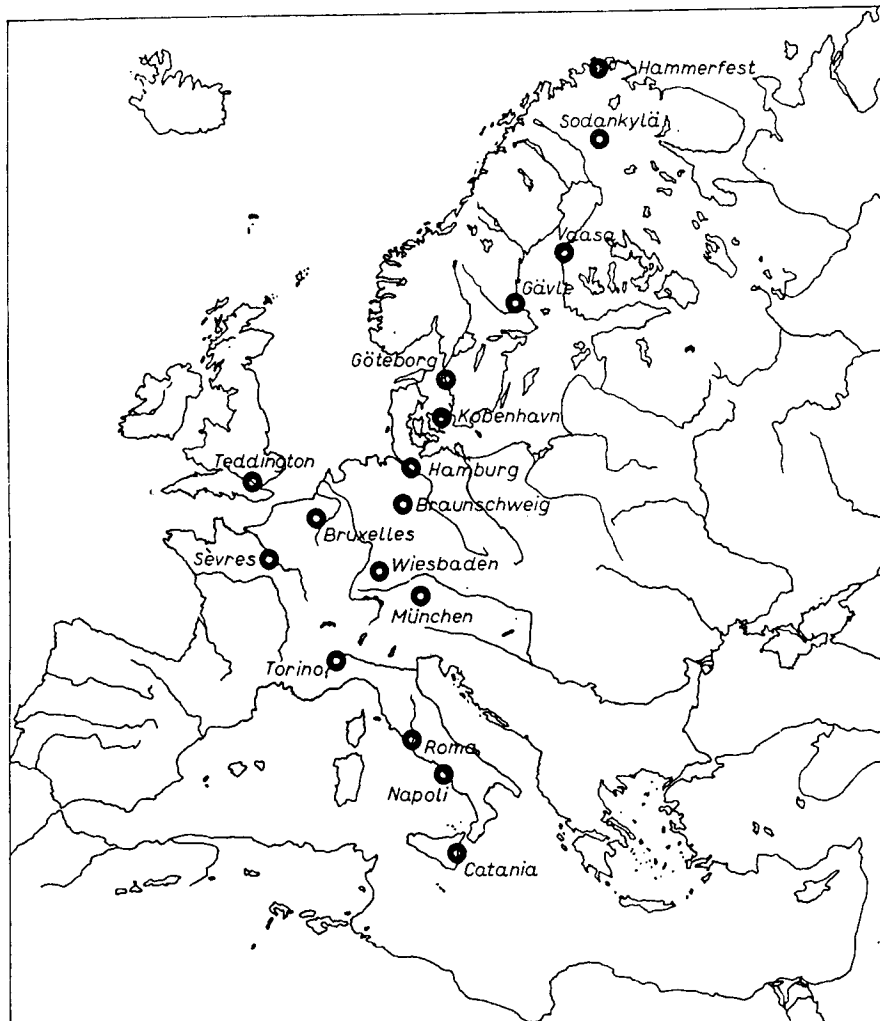 Hammerfest
Sodankylä
Vaasa
Gävle
Göteborg
København
Teddington
Hamburg
Braunschweig
Bruxelles
Sèvres
Wiesbaden
München
Torino
Roma
Napoli
Catania